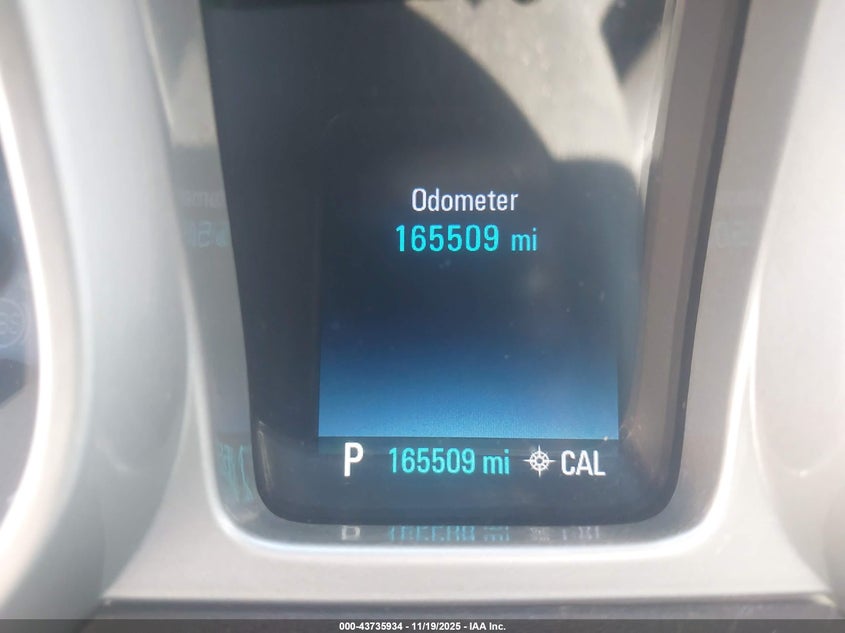 Odometer
165509 mi
P 165509 mi CAL
000-43735934 - 11/19/2025 - IAA Inc.